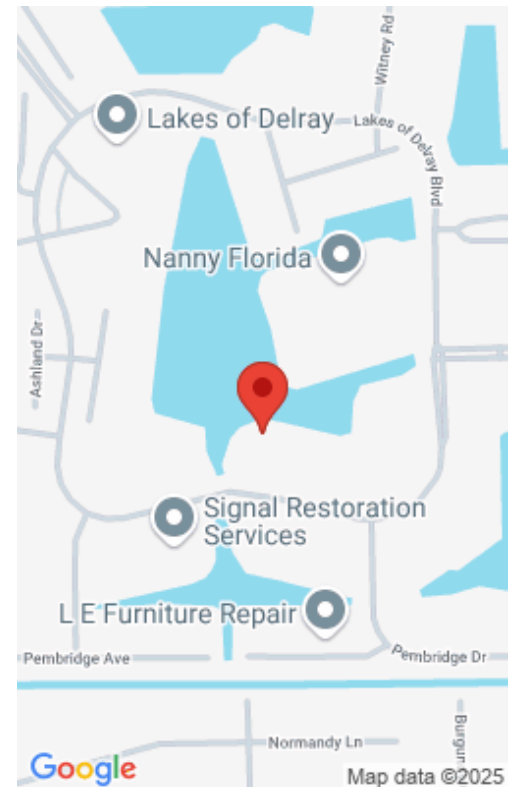 Witney Rd
Lakes of Delray
Lakes of Delray Blvd
Nanny Florida
Ashland Dr
Signal Restoration
Services
L E Furniture Repair
Pembridge Ave
Pembridge Dr
Normandy Ln
Burgun
Google
Map data ©2025